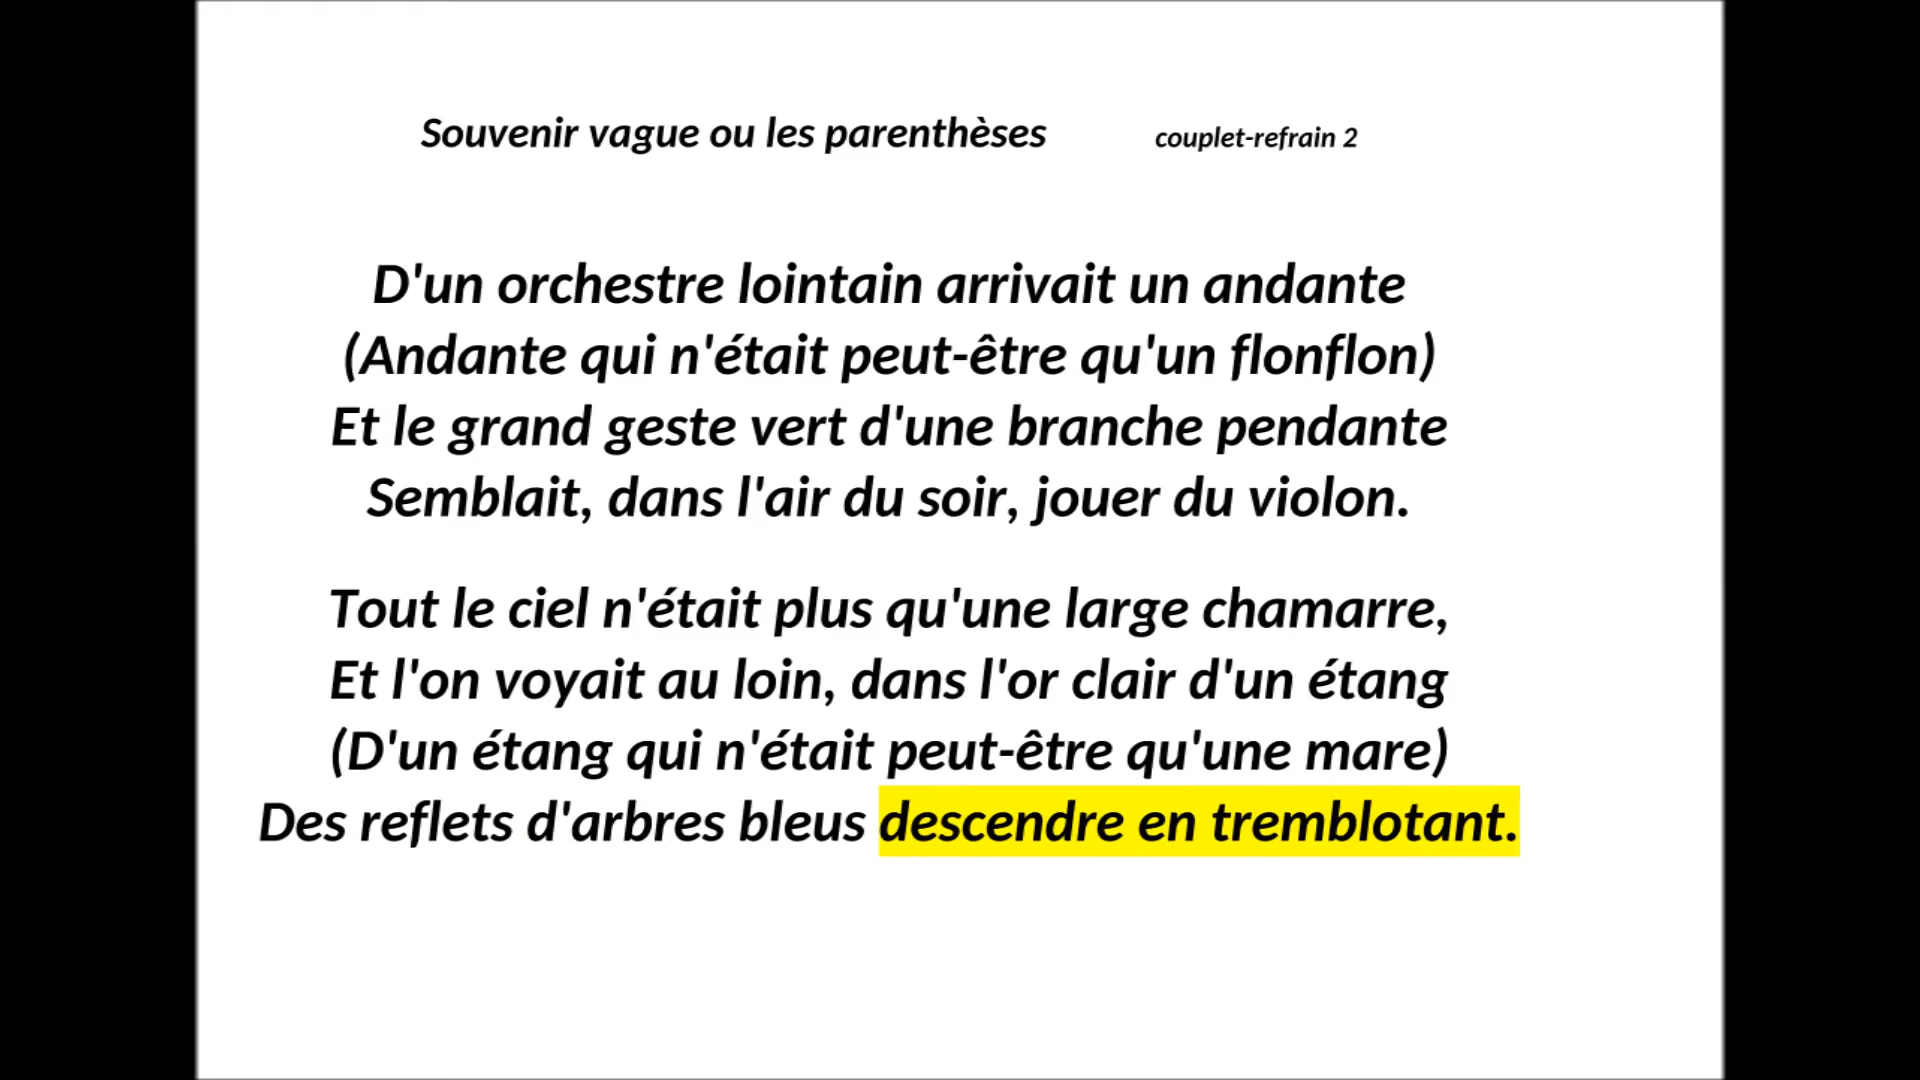 Souvenir vague ou les parenthèses couplet-refrain 2
D'un orchestre lointain arrivait un andante
(Andante qui n'était peut-être qu'un flonflon)
Et le grand geste vert d'une branche pendante
Semblait, dans l'air du soir, jouer du violon.
Tout le ciel n'était plus qu'une large chamarre,
Et l'on voyait au loin, dans l'or clair d'un étang
(D'un étang qui n'était peut-être qu'une mare)
Des reflets d'arbres bleus descendre en tremblotant.